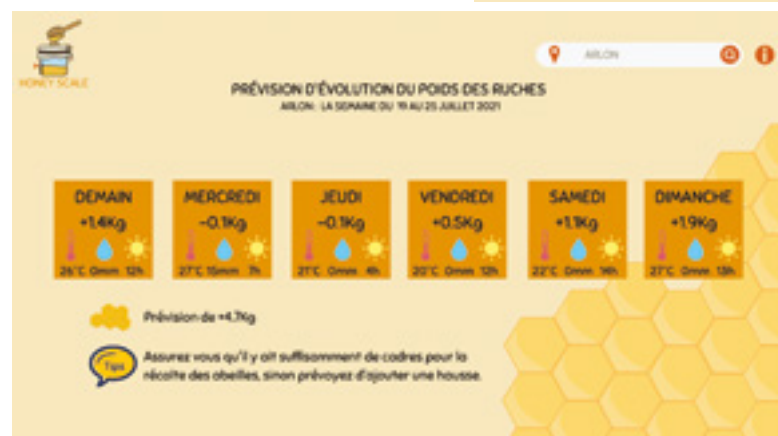 HONEY SCALE
ARLON
PRÉVISION D'ÉVOLUTION DU POIDS DES RUCHES
ARLON : LA SEMAINE DU 19 AU 25 JUILLET 2021
DEMAIN
+1.4Kg
26°C 0mm 12h
MERCREDI
-0.1Kg
27°C 15mm 7h
JEUDI
-0.1Kg
21°C 0mm 4h
VENDREDI
+0.5Kg
20°C 0mm 12h
SAMEDI
+1.1Kg
22°C 0mm 14h
DIMANCHE
+1.9Kg
27°C 0mm 13h
Prévision de +4.7Kg
Tips
Assurez vous qu'il y ait suffisamment de cadres pour la
récolte des abeilles, sinon prévoyez d'ajouter une hausse.